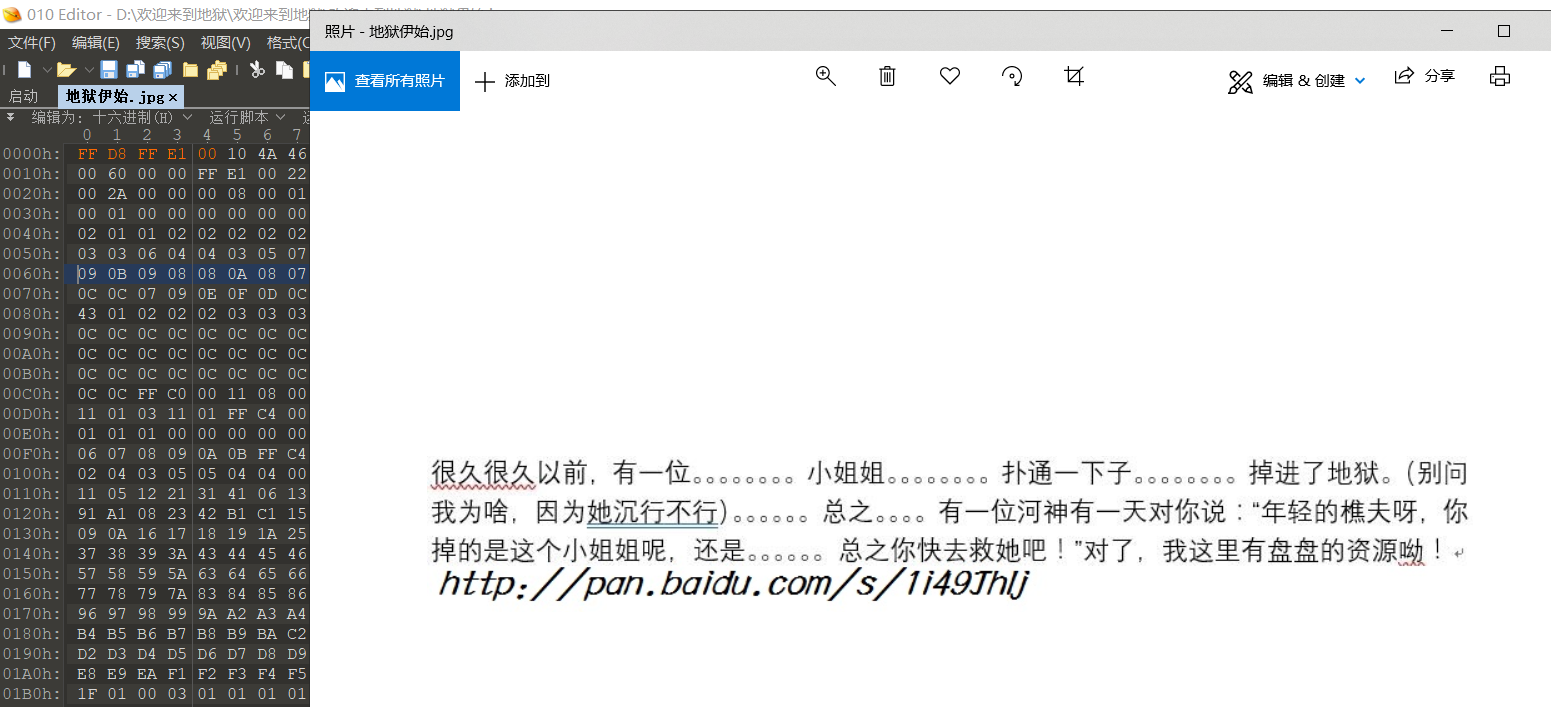 010 Editor - D:\欢迎来到地狱\欢迎来到地
文件(F) 编辑(E) 搜索(S) 视图(V) 格式(C
启动 地狱伊始.jpg ×
编辑为: 十六进制(H) 运行脚本
0 1 2 3 4 5 6 7
0000h: FF D8 FF E1 00 10 4A 46
0010h: 00 60 00 00 FF E1 00 22
0020h: 00 2A 00 00 00 08 00 01
0030h: 00 01 00 00 00 00 00 00
0040h: 02 01 01 02 02 02 02 02
0050h: 03 03 06 04 04 03 05 07
0060h: 09 0B 09 08 08 0A 08 07
0070h: 0C 0C 07 09 0E 0F 0D 0C
0080h: 43 01 02 02 02 03 03 03
0090h: 0C 0C 0C 0C 0C 0C 0C 0C
00A0h: 0C 0C 0C 0C 0C 0C 0C 0C
00B0h: 0C 0C 0C 0C 0C 0C 0C 0C
00C0h: 0C 0C FF C0 00 11 08 00
00D0h: 11 01 03 11 01 FF C4 00
00E0h: 01 01 01 00 00 00 00 00
00F0h: 06 07 08 09 0A 0B FF C4
0100h: 02 04 03 05 05 04 04 00
0110h: 11 05 12 21 31 41 06 13
0120h: 91 A1 08 23 42 B1 C1 15
0130h: 09 0A 16 17 18 19 1A 25
0140h: 37 38 39 3A 43 44 45 46
0150h: 57 58 59 5A 63 64 65 66
0160h: 77 78 79 7A 83 84 85 86
0170h: 96 97 98 99 9A A2 A3 A4
0180h: B4 B5 B6 B7 B8 B9 BA C2
0190h: D2 D3 D4 D5 D6 D7 D8 D9
01A0h: E8 E9 EA F1 F2 F3 F4 F5
01B0h: 1F 01 00 03 01 01 01 01
照片 - 地狱伊始.jpg
查看所有照片 添加到 编辑 & 创建 分享
很久很久以前，有一位。。。。。。。。小姐姐。。。。。。。。扑通一下子。。。。。。。。掉进了地狱。（别问
我为啥，因为她沉行不行）。。。。。。总之。。。。有一位河神有一天对你说：“年轻的樵夫呀，你
掉的是这个小姐姐呢，还是。。。。。。总之你快去救她吧！”对了，我这里有盘盘的资源呦！
http://pan.baidu.com/s/1i49Jhlj